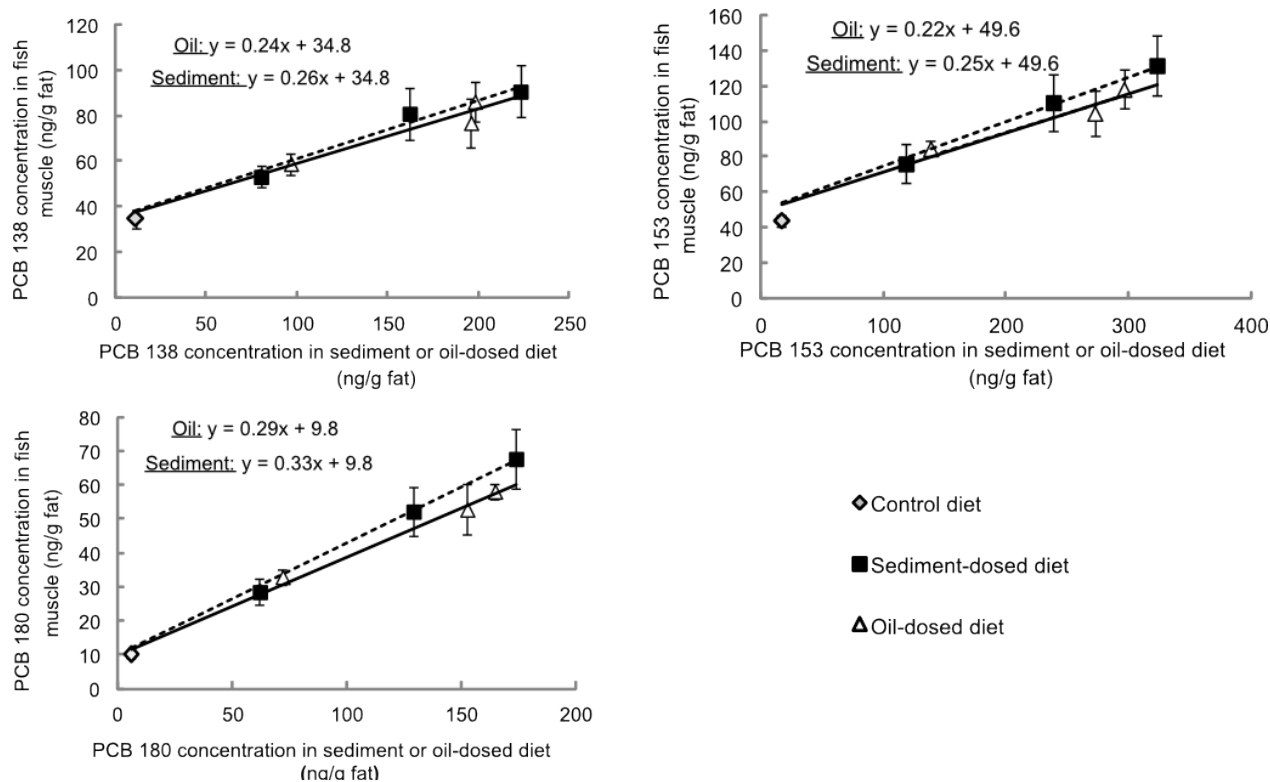 PCB 138 concentration in fish
muscle (ng/g fat)
120
100
80
60
40
20
0
Oil: y = 0.24x + 34.8
Sediment: y = 0.26x + 34.8
0 50 100 150 200 250
PCB 138 concentration in sediment or oil-dosed diet
(ng/g fat)
PCB 153 concentration in fish
muscle (ng/g fat)
160
140
120
100
80
60
40
20
0
Oil: y = 0.22x + 49.6
Sediment: y = 0.25x + 49.6
0 100 200 300 400
PCB 153 concentration in sediment or oil-dosed diet
(ng/g fat)
PCB 180 concentration in fish
muscle (ng/g fat)
80
70
60
50
40
30
20
10
0
Oil: y = 0.29x + 9.8
Sediment: y = 0.33x + 9.8
0 50 100 150 200
PCB 180 concentration in sediment or oil-dosed diet
(ng/g fat)
Control diet
Sediment-dosed diet
Oil-dosed diet